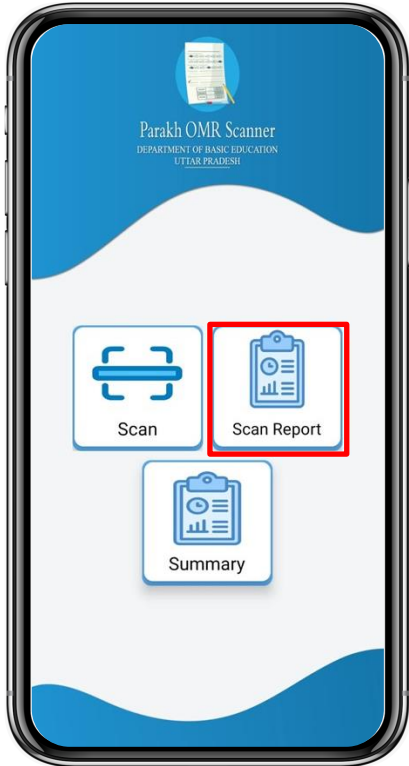 Parakh OMR Scanner
DEPARTMENT OF BASIC EDUCATION
UTTAR PRADESH
Scan
Scan Report
Summary